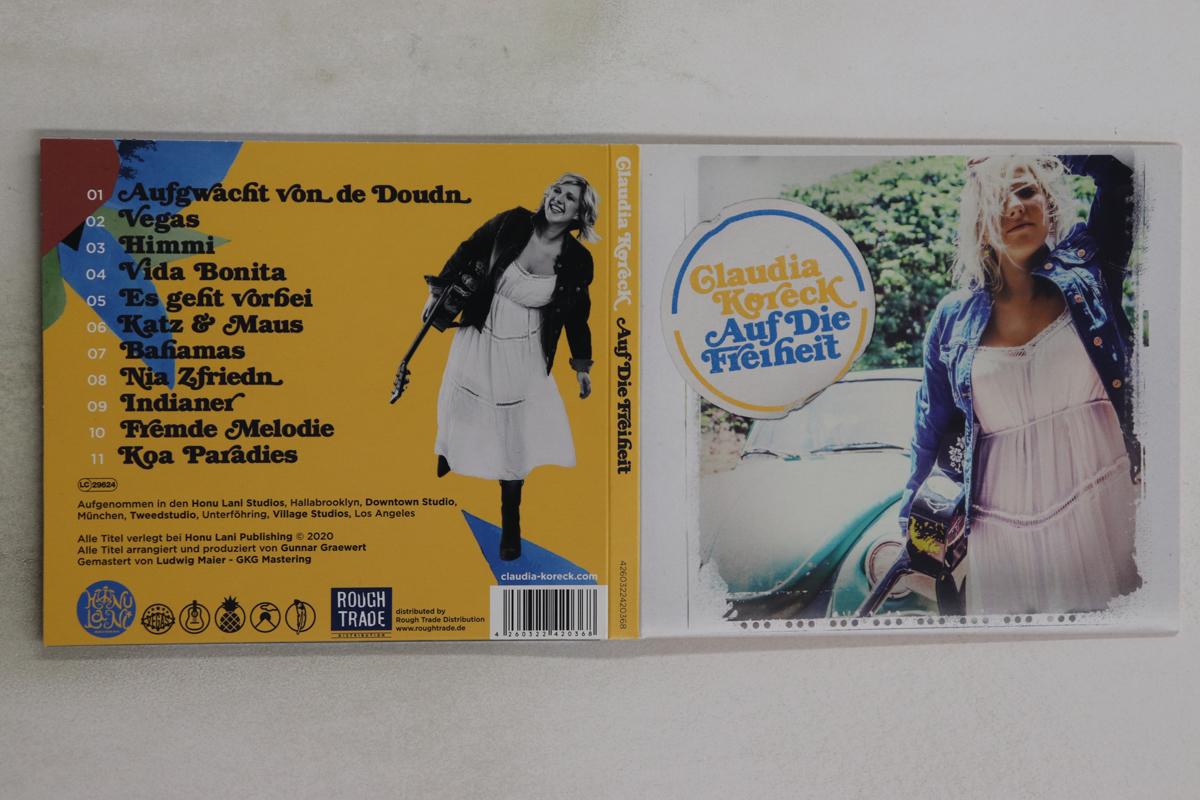 01 Aufgwacht von de Doudn
02 Vegas
03 Himmi
04 Vida Bonita
05 Es geht vorbei
06 Katz & Maus
07 Bahamas
08 Nia Zfriedn
09 Indianer
10 Fremde Melodie
11 Koa Paradies
LC 29624
Aufgenommen in den Honu Lani Studios, Hallabrooklyn, Downtown Studio,
München, Tweedstudio, Unterföhring, Village Studios, Los Angeles
Alle Titel verlegt bei Honu Lani Publishing © 2020
Alle Titel arrangiert und produziert von Gunnar Graewert
Gemastert von Ludwig Maier - GKG Mastering
HONU
LANI
VEGAS
ROUGH
TRADE
DISTRIBUTION
distributed by
Rough Trade Distribution
www.roughtrade.de
claudia-koreck.com
4 260322 420368
Claudia Koreck Auf Die Freiheit
4260322420368
Claudia
Koreck
Auf Die
Freiheit